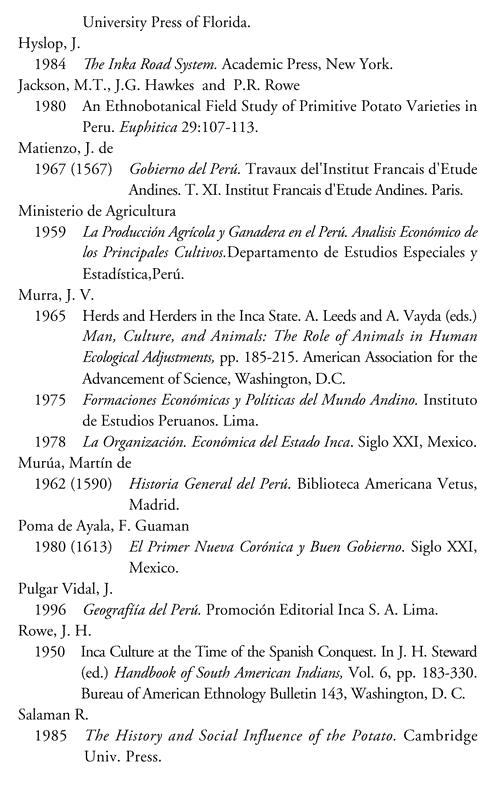 University Press of Florida.
Hyslop, J.
1984 The Inka Road System. Academic Press, New York.
Jackson, M.T., J.G. Hawkes and P.R. Rowe
1980 An Ethnobotanical Field Study of Primitive Potato Varieties in
Peru. Euphitica 29:107-113.
Matienzo, J. de
1967 (1567) Gobierno del Perú. Travaux del'Institut Francais d'Etude
Andines. T. XI. Institut Francais d'Etude Andines. Paris.
Ministerio de Agricultura
1959 La Producción Agrícola y Ganadera en el Perú. Analisis Económico de
los Principales Cultivos.Departamento de Estudios Especiales y
Estadística,Perú.
Murra, J. V.
1965 Herds and Herders in the Inca State. A. Leeds and A. Vayda (eds.)
Man, Culture, and Animals: The Role of Animals in Human
Ecological Adjustments, pp. 185-215. American Association for the
Advancement of Science, Washington, D.C.
1975 Formaciones Económicas y Políticas del Mundo Andino. Instituto
de Estudios Peruanos. Lima.
1978 La Organización. Económica del Estado Inca. Siglo XXI, Mexico.
Murúa, Martín de
1962 (1590) Historia General del Perú. Biblioteca Americana Vetus,
Madrid.
Poma de Ayala, F. Guaman
1980 (1613) El Primer Nueva Corónica y Buen Gobierno. Siglo XXI,
Mexico.
Pulgar Vidal, J.
1996 Geografíía del Perú. Promoción Editorial Inca S. A. Lima.
Rowe, J. H.
1950 Inca Culture at the Time of the Spanish Conquest. In J. H. Steward
(ed.) Handbook of South American Indians, Vol. 6, pp. 183-330.
Bureau of American Ethnology Bulletin 143, Washington, D. C.
Salaman R.
1985 The History and Social Influence of the Potato. Cambridge
Univ. Press.